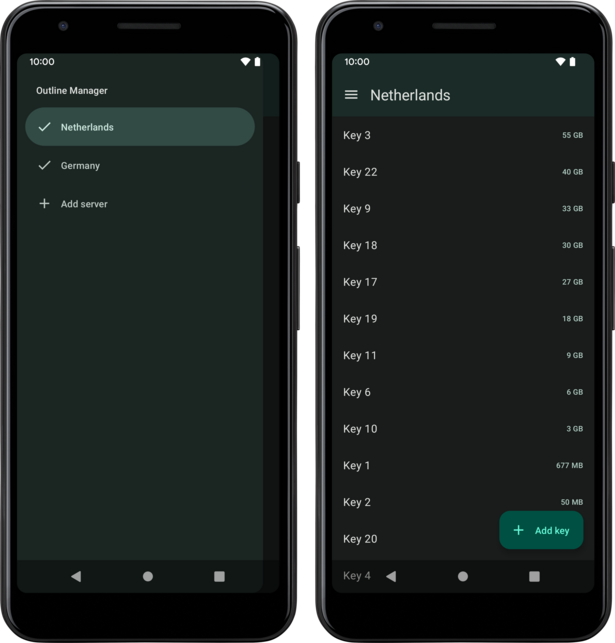 10:00
Outline Manager
Netherlands
Germany
Add server
10:00
Netherlands
Key 3 55 GB
Key 22 40 GB
Key 9 33 GB
Key 18 30 GB
Key 17 27 GB
Key 19 18 GB
Key 11 9 GB
Key 6 6 GB
Key 10 3 GB
Key 1 677 MB
Key 2 50 MB
Key 20
Add key
Key 4